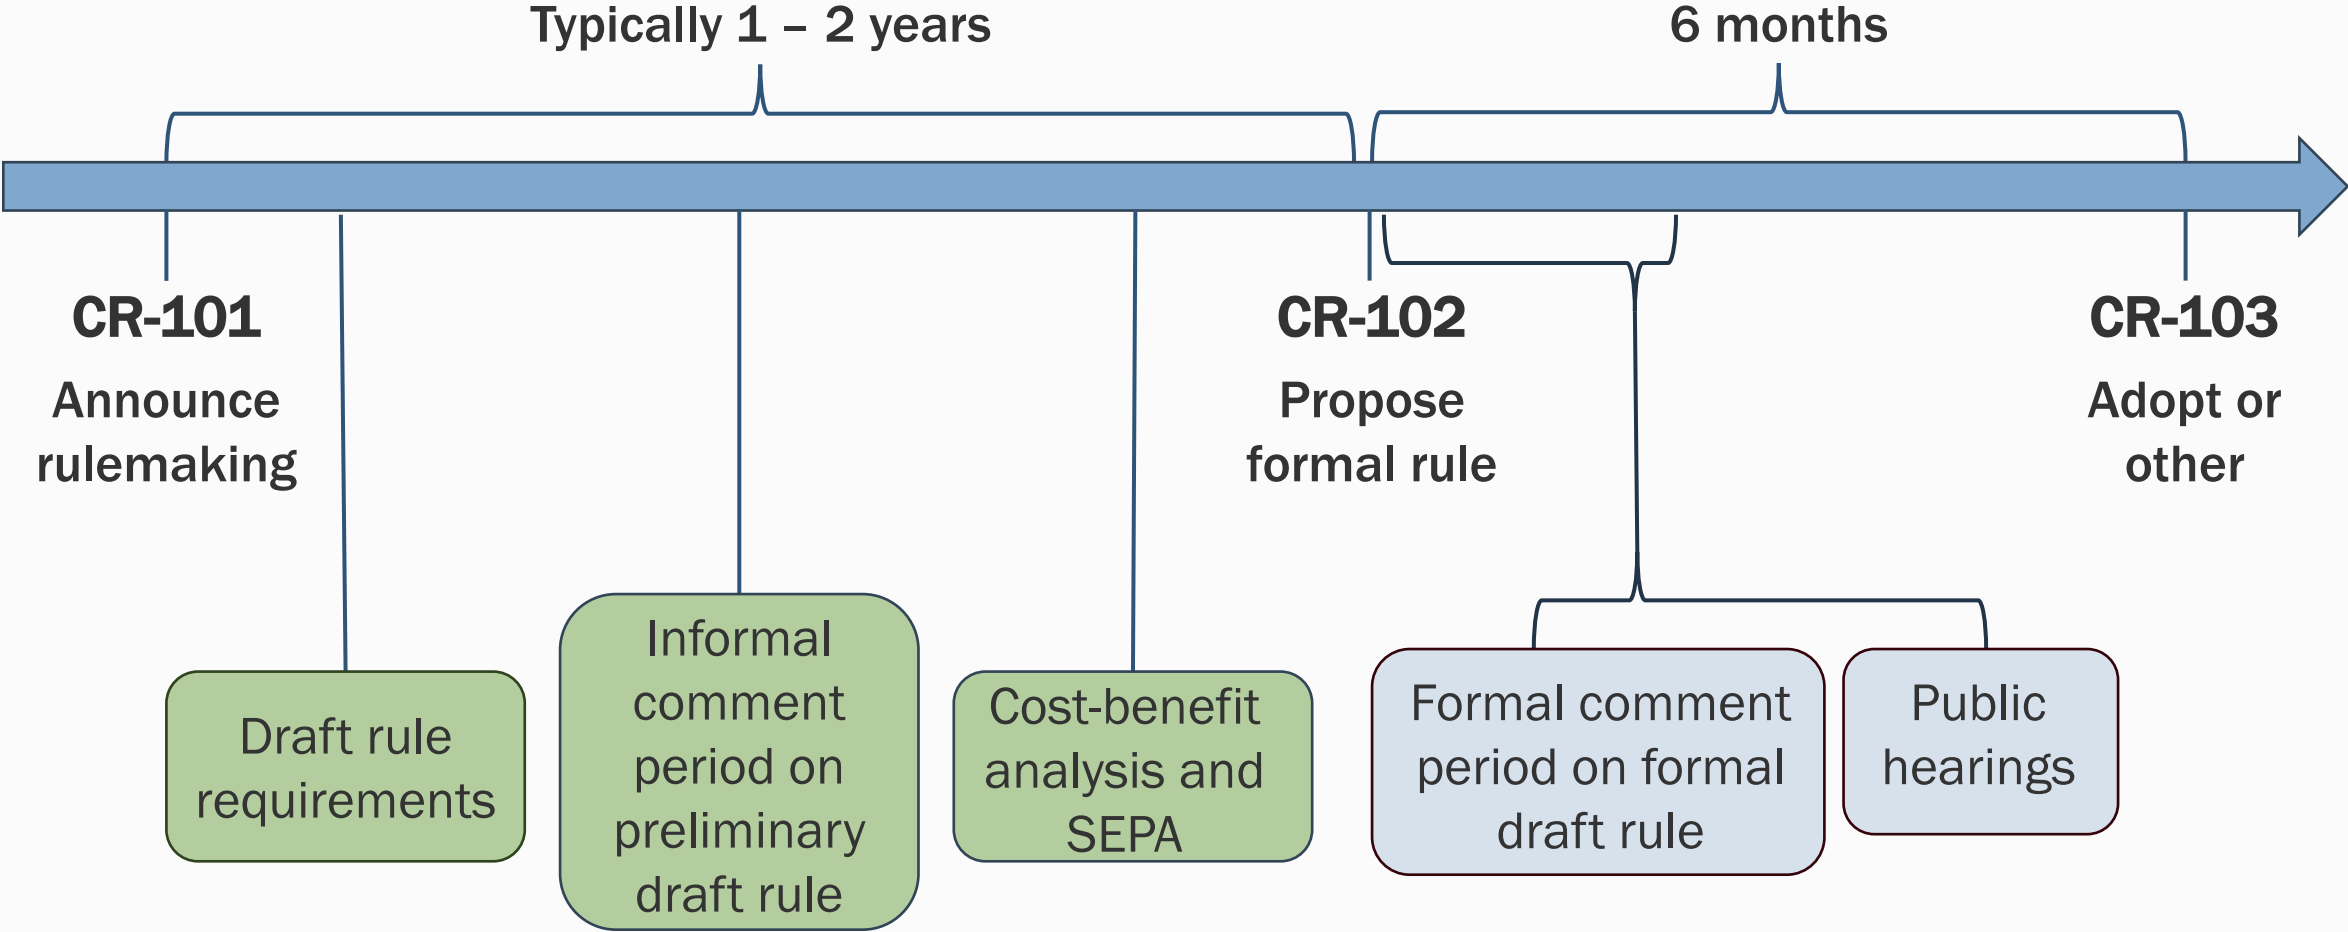 Typically 1 – 2 years
6 months
CR-101
Announce
rulemaking
CR-102
Propose
formal rule
CR-103
Adopt or
other
Draft rule
requirements
Informal
comment
period on
preliminary
draft rule
Cost-benefit
analysis and
SEPA
Formal comment
period on formal
draft rule
Public
hearings